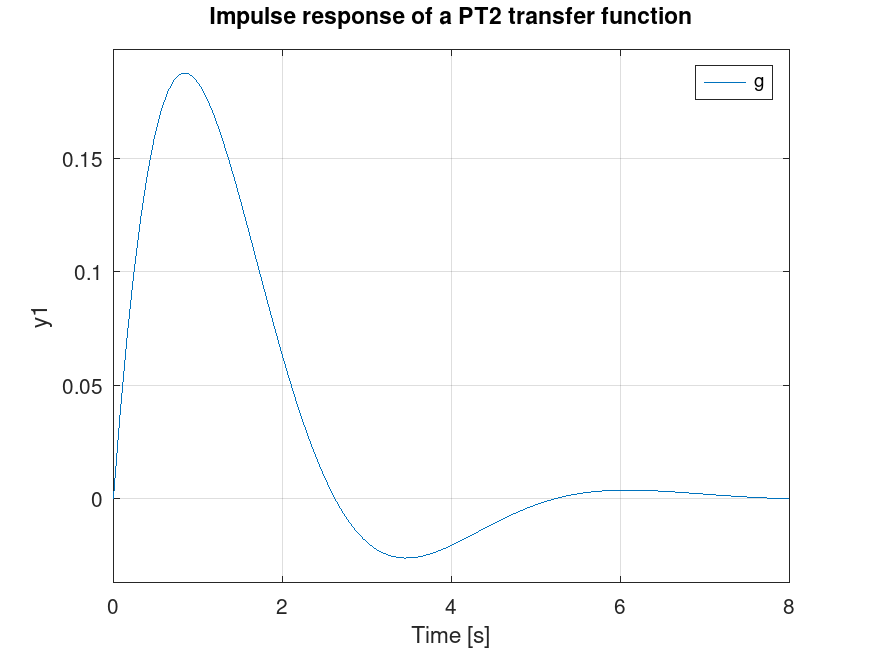 Impulse response of a PT2 transfer function
g
0.15
0.1
0.05
0
y1
0 2 4 6 8
Time [s]